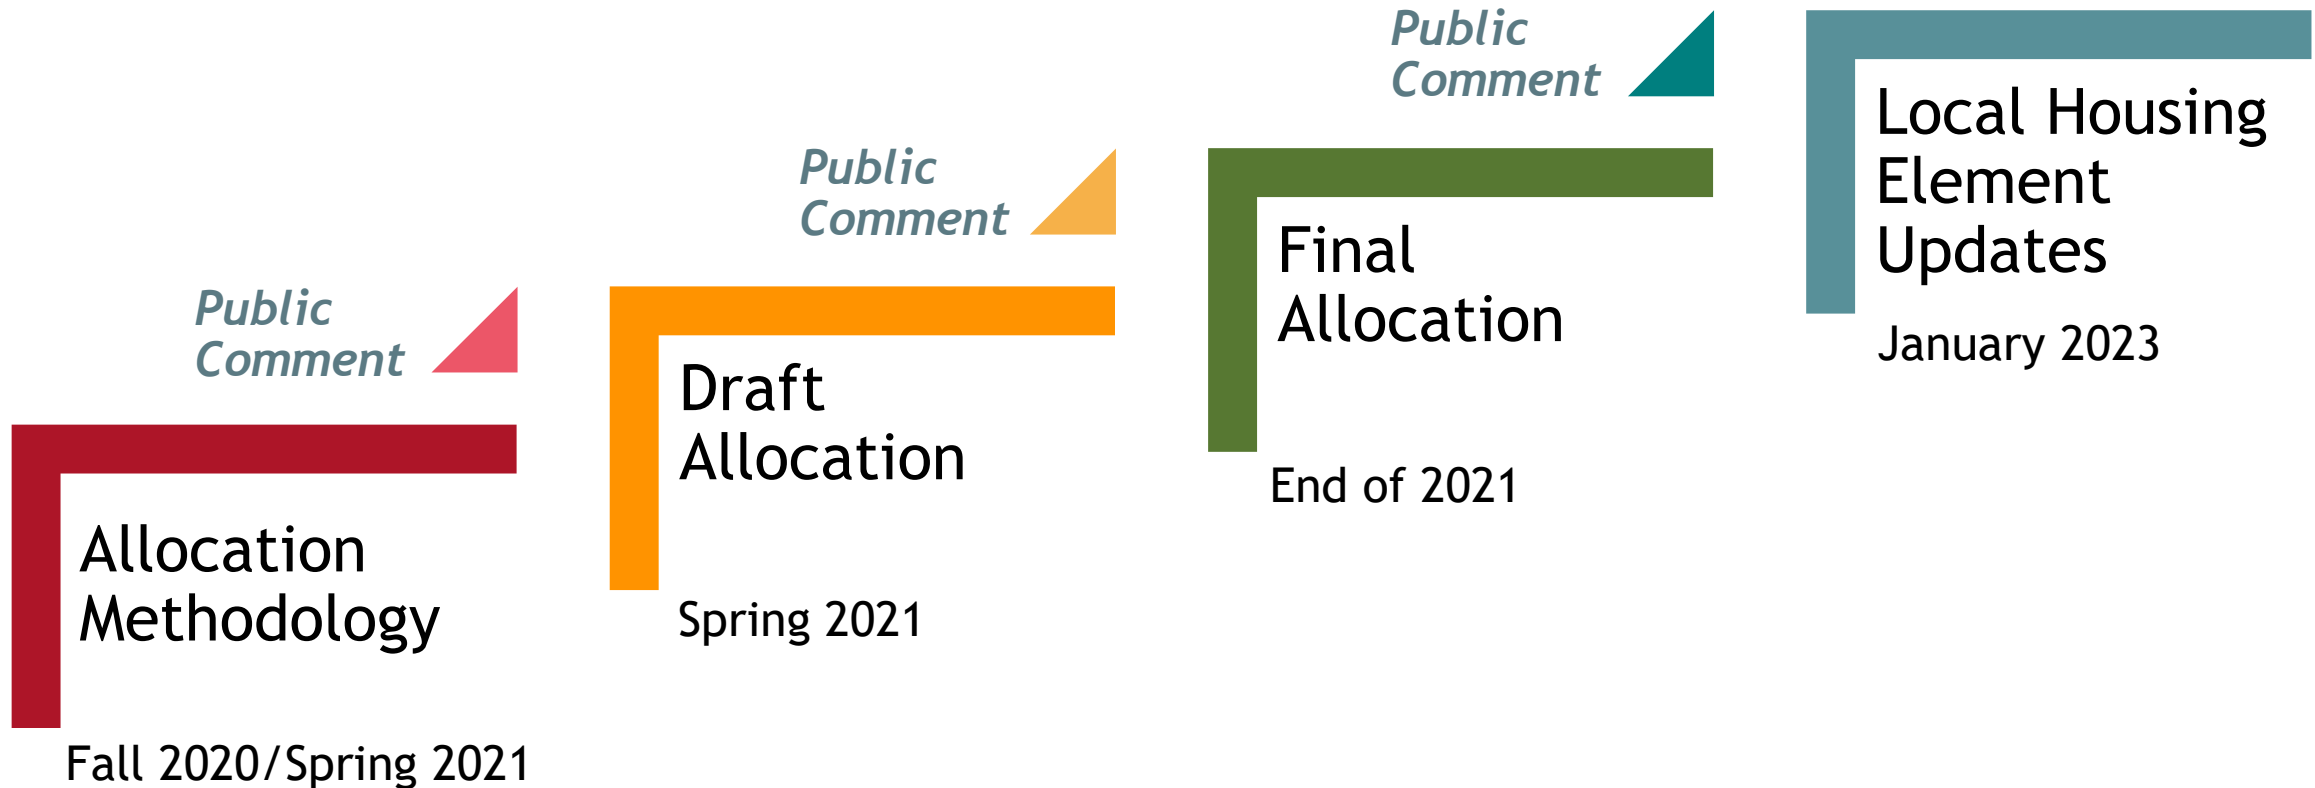 Public
Comment
Allocation
Methodology
Fall 2020/Spring 2021
Public
Comment
Draft
Allocation
Spring 2021
Public
Comment
Final
Allocation
End of 2021
Local Housing
Element
Updates
January 2023